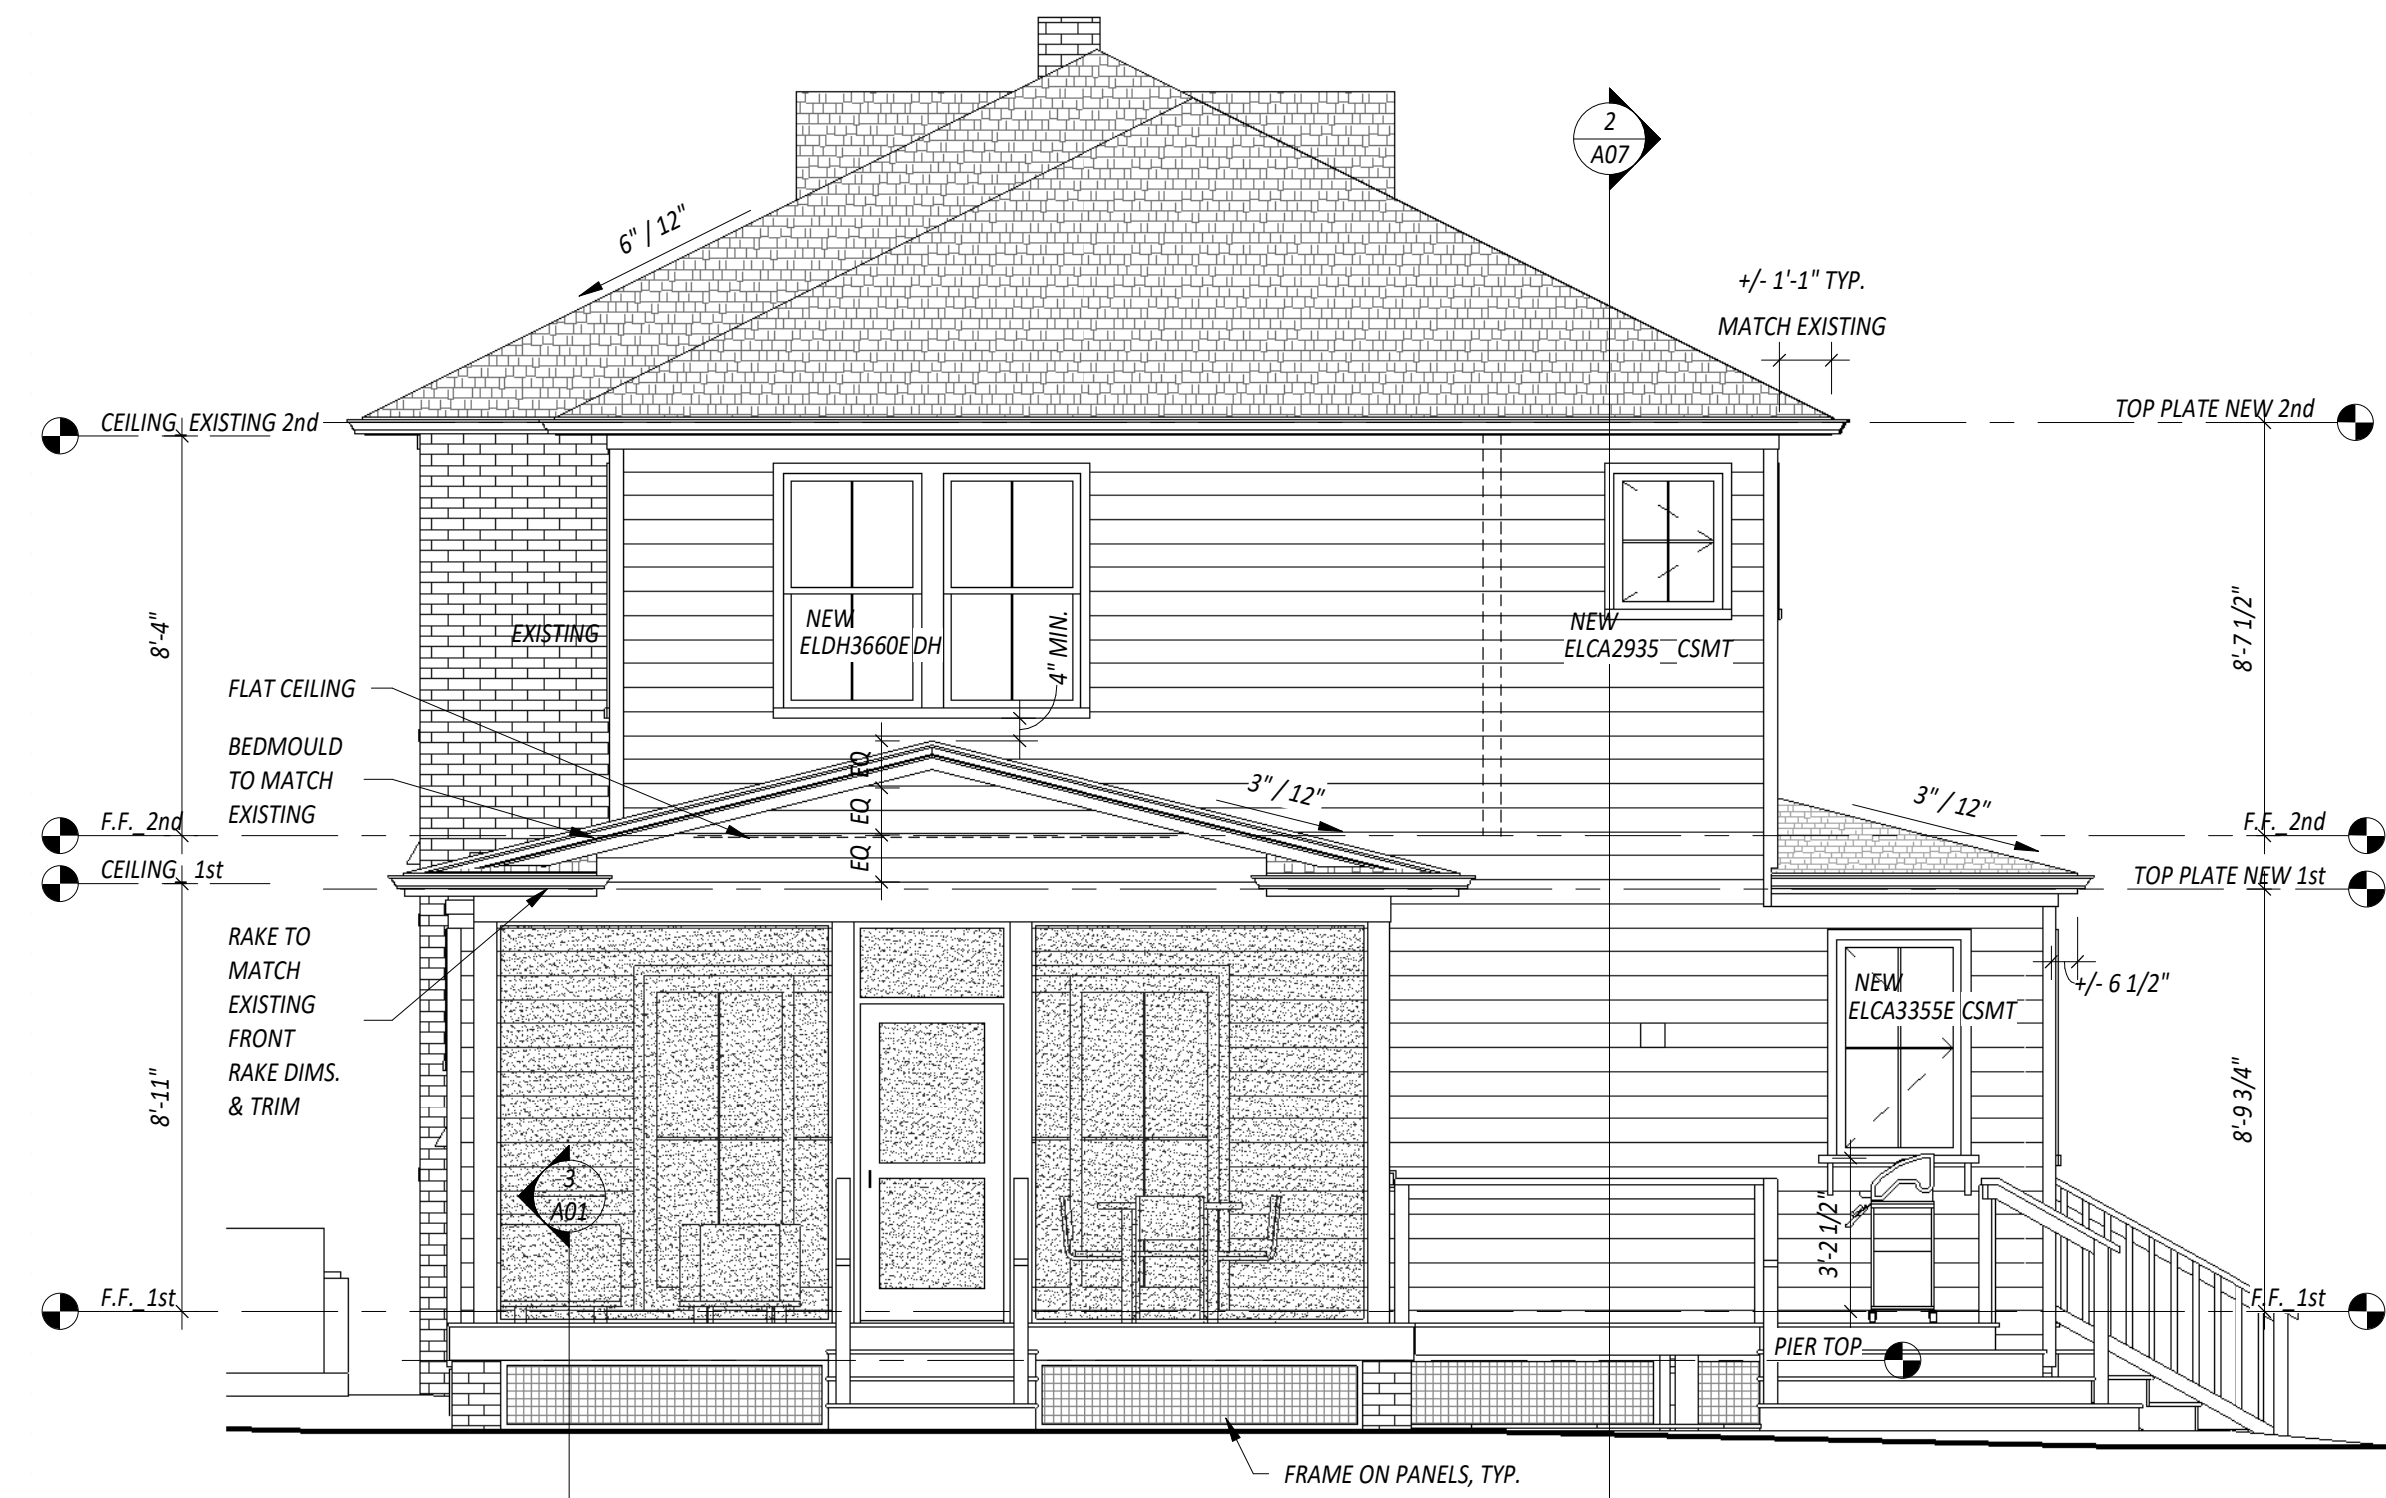 2
A07
6" / 12"
+/- 1'-1" TYP.
MATCH EXISTING
CEILING_EXISTING 2nd
TOP PLATE NEW 2nd
8'-4"
8'-7 1/2"
EXISTING
NEW
ELDH3660E DH
4" MIN.
NEW
ELCA2935 CSMT
FLAT CEILING
BEDMOULD
TO MATCH
EXISTING
EQ
EQ
EQ
3" / 12"
3" / 12"
F.F._2nd
F.F._2nd
CEILING_1st
TOP PLATE NEW 1st
RAKE TO
MATCH
EXISTING
FRONT
RAKE DIMS.
& TRIM
NEW
ELCA3355E CSMT
+/- 6 1/2"
8'-11"
8'-9 3/4"
3
A01
3'-2 1/2"
F.F._1st
F.F._1st
PIER TOP
FRAME ON PANELS, TYP.